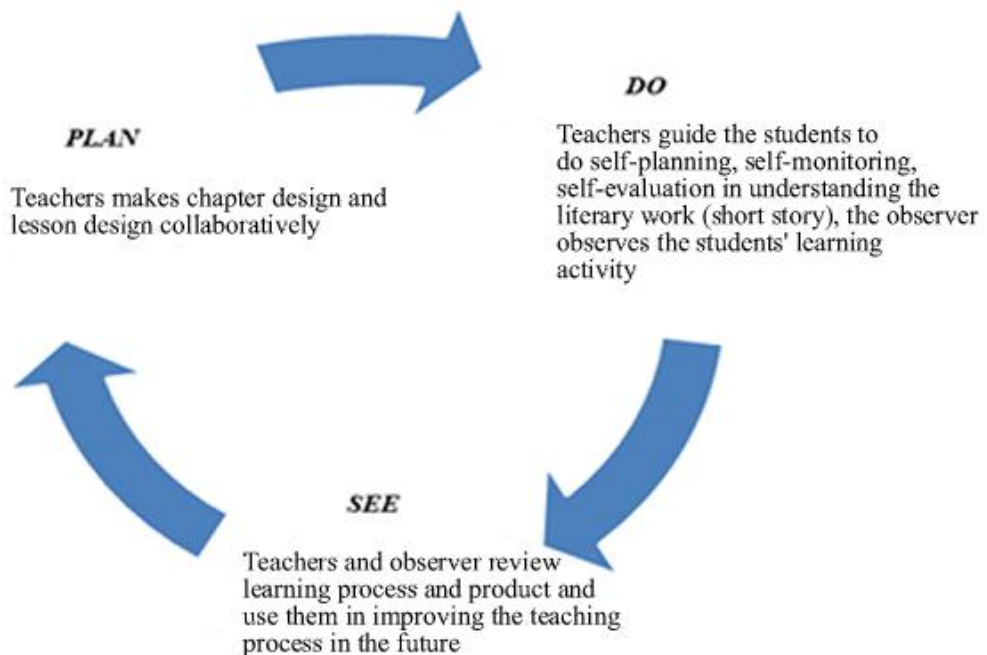 PLAN
Teachers makes chapter design and
lesson design collaboratively
DO
Teachers guide the students to
do self-planning, self-monitoring,
self-evaluation in understanding the
literary work (short story), the observer
observes the students' learning
activity
SEE
Teachers and observer review
learning process and product and
use them in improving the teaching
process in the future